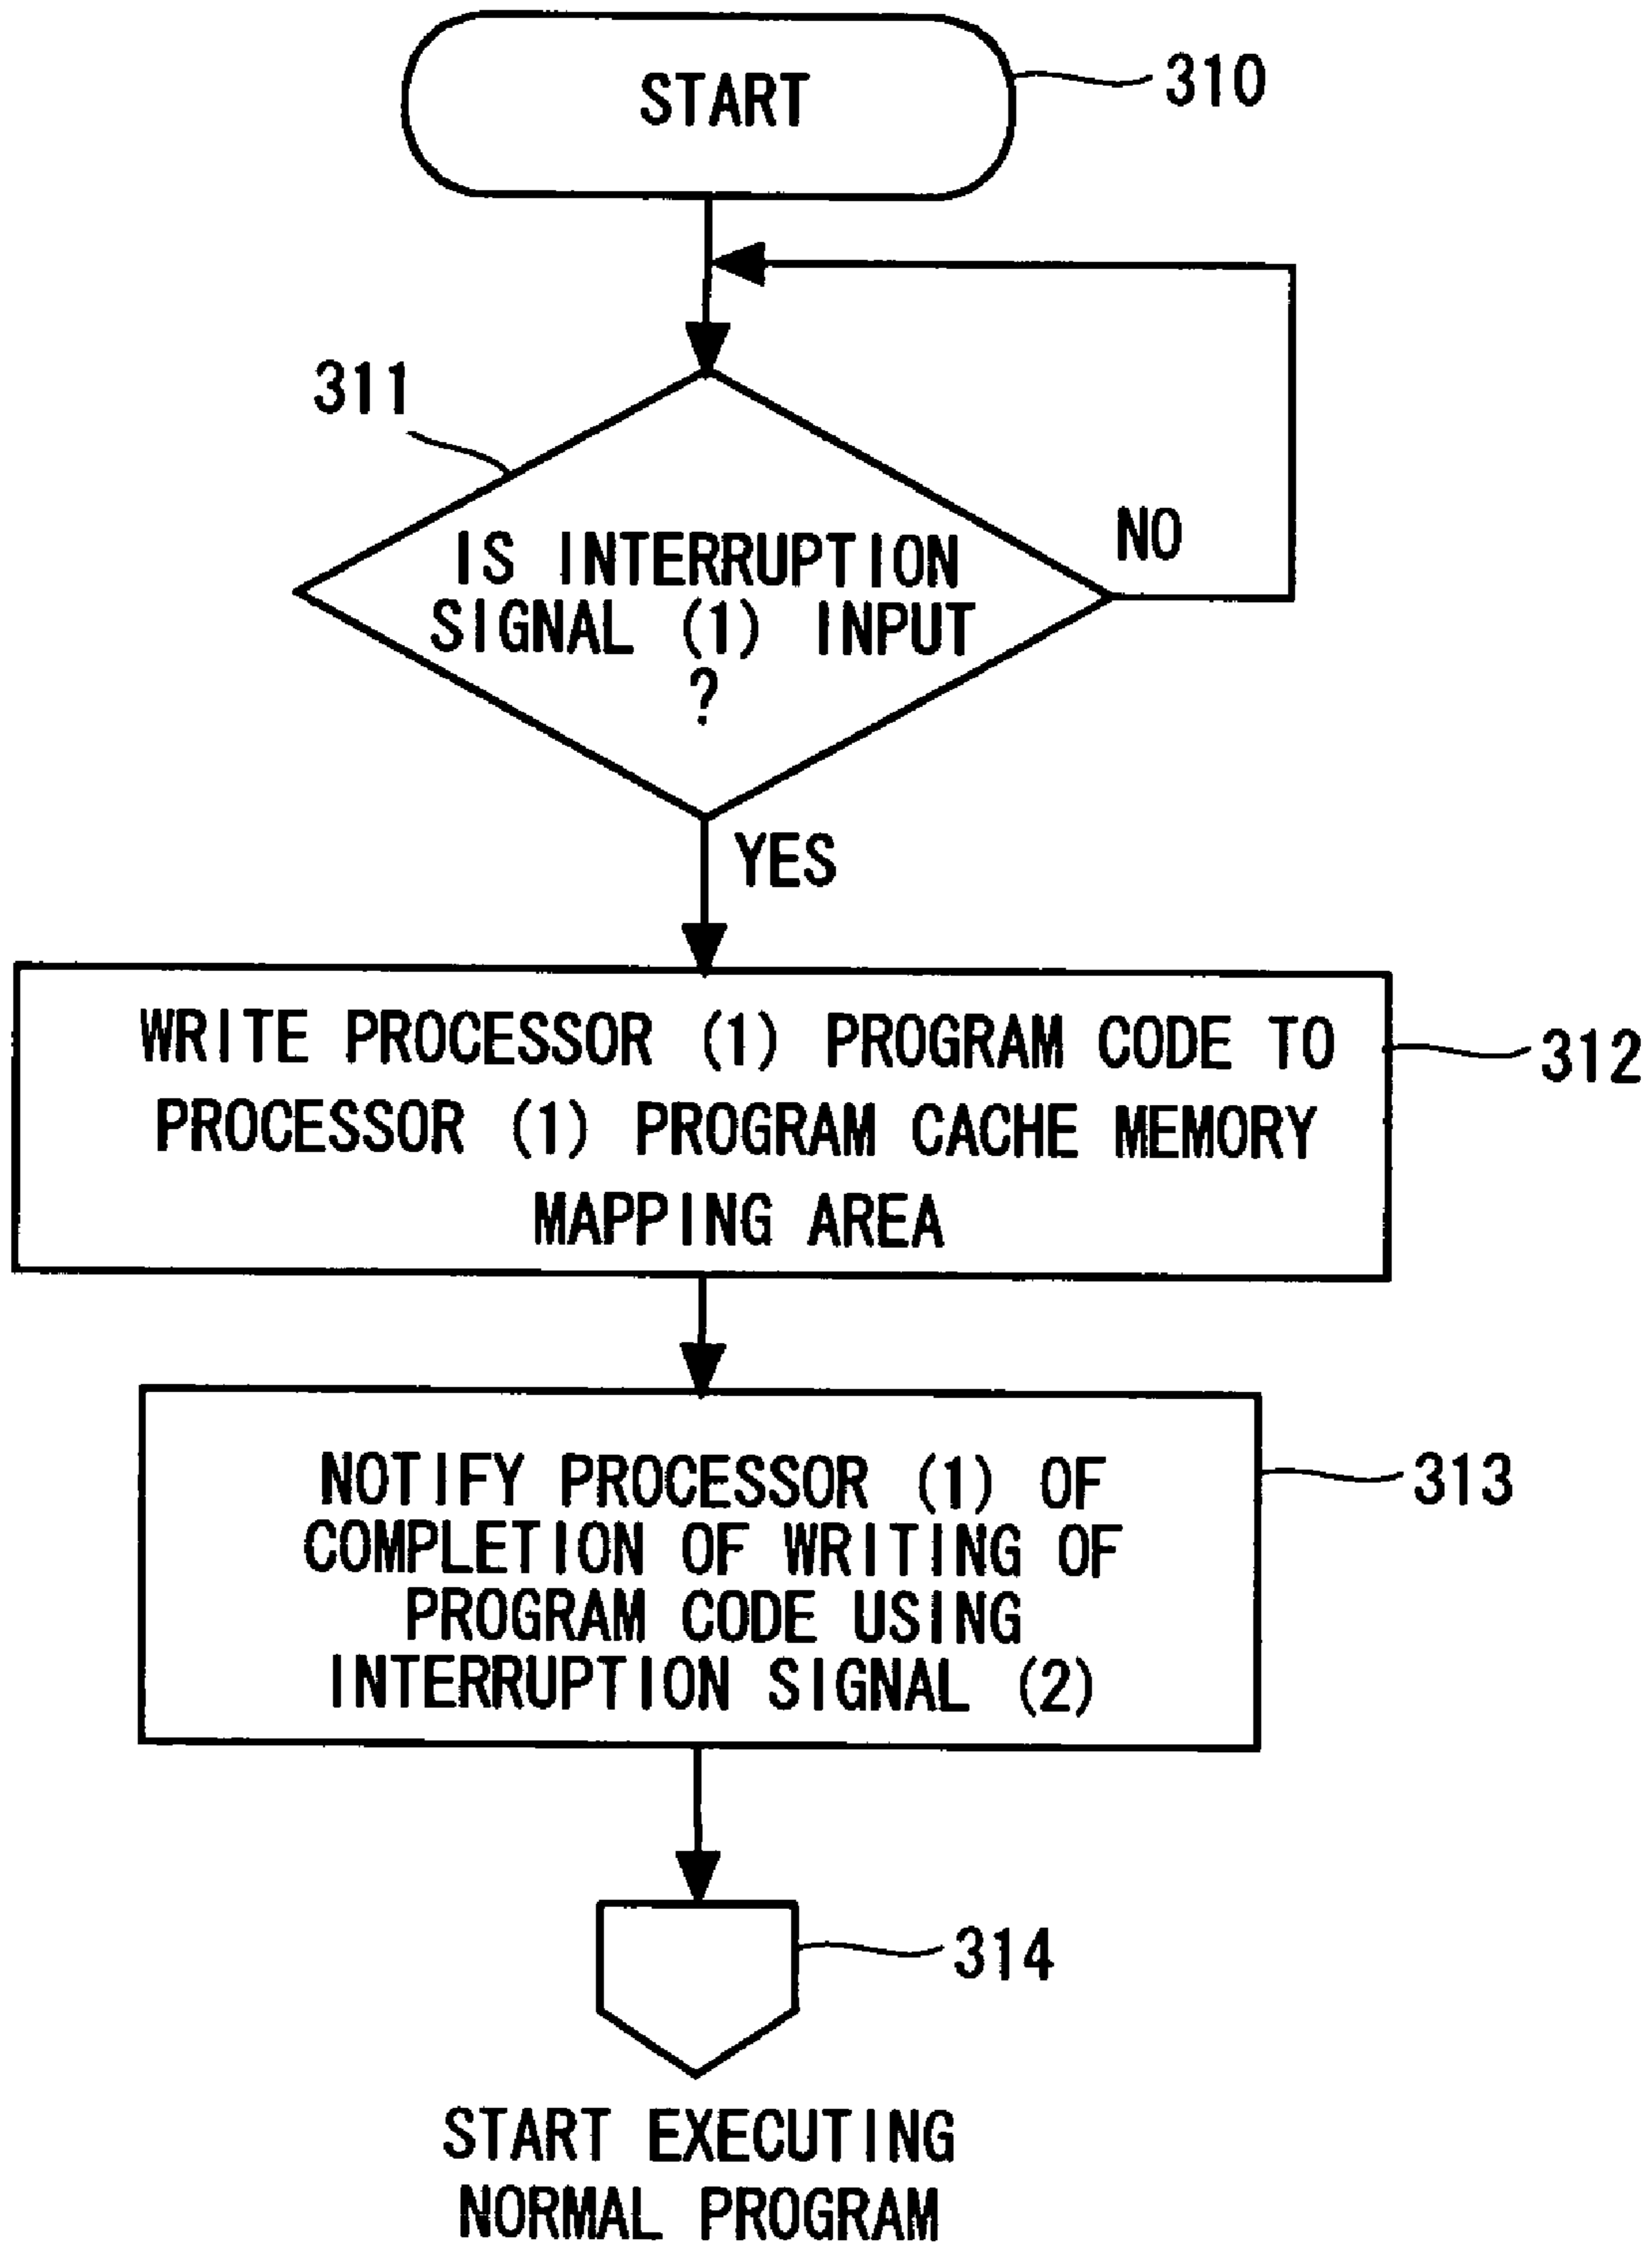 START
310
311
IS INTERRUPTION
SIGNAL (1) INPUT
?
NO
YES
WRITE PROCESSOR (1) PROGRAM CODE TO
PROCESSOR (1) PROGRAM CACHE MEMORY
MAPPING AREA
312
NOTIFY PROCESSOR (1) OF
COMPLETION OF WRITING OF
PROGRAM CODE USING
INTERRUPTION SIGNAL (2)
313
314
START EXECUTING
NORMAL PROGRAM